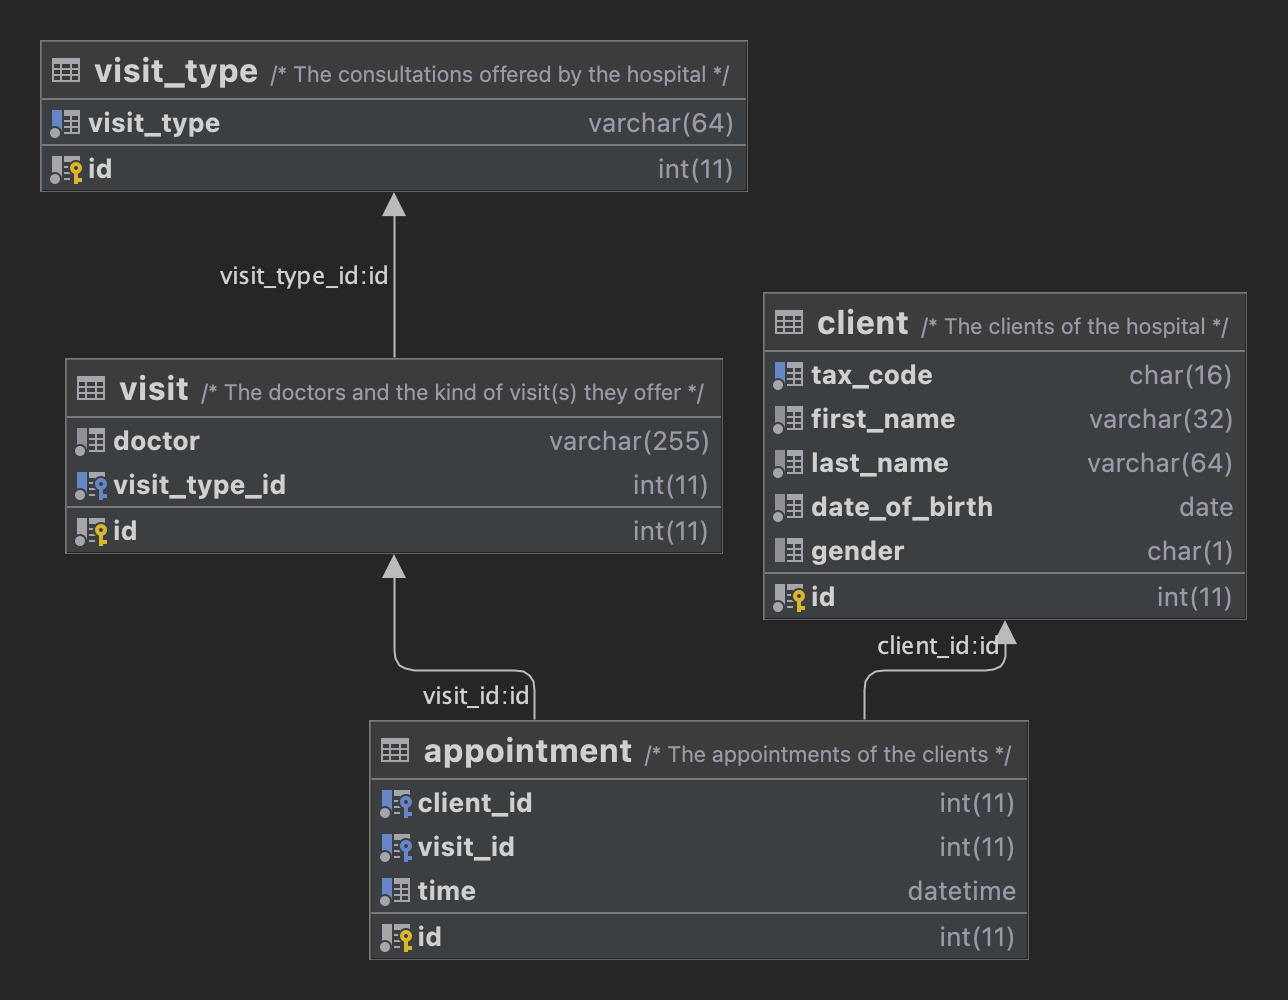 visit_type /* The consultations offered by the hospital */
visit_type varchar(64)
id int(11)
visit_type_id:id
visit /* The doctors and the kind of visit(s) they offer */
doctor varchar(255)
visit_type_id int(11)
id int(11)
client /* The clients of the hospital */
tax_code char(16)
first_name varchar(32)
last_name varchar(64)
date_of_birth date
gender char(1)
id int(11)
client_id:id
visit_id:id
appointment /* The appointments of the clients */
client_id int(11)
visit_id int(11)
time datetime
id int(11)